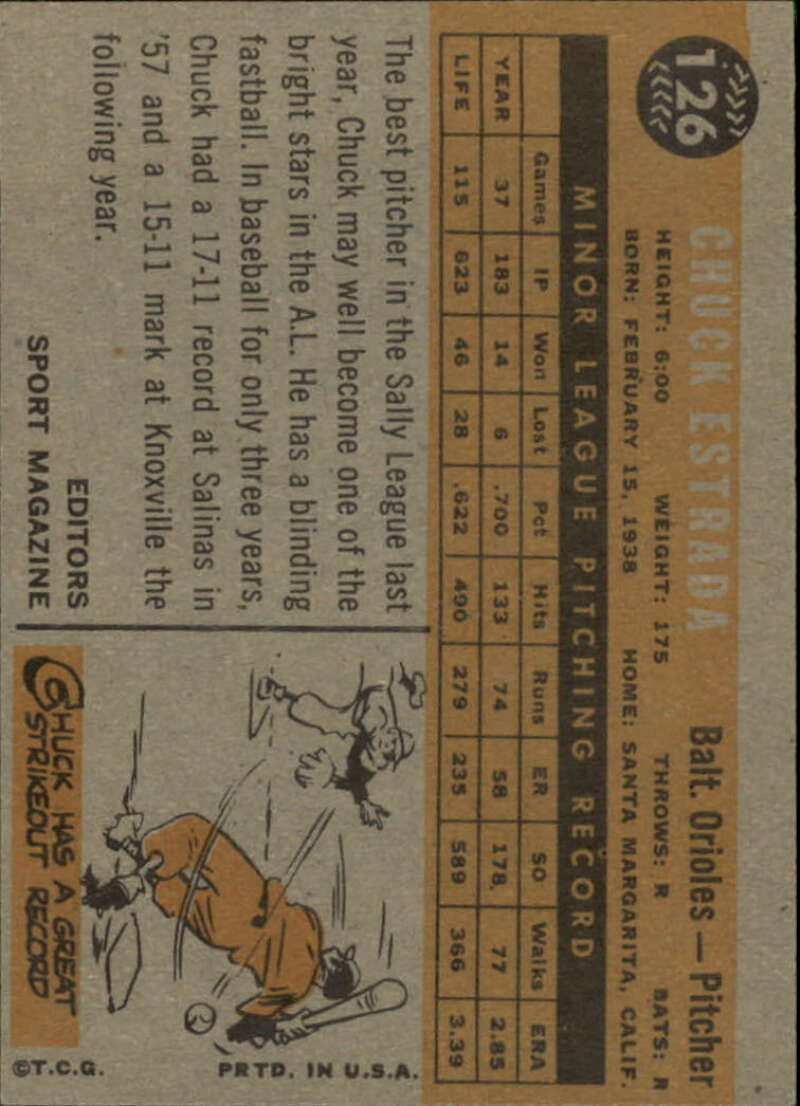 126
CHUCK ESTRADA Balt. Orioles — Pitcher
HEIGHT: 6:00 WEIGHT: 175 THROWS: R BATS: R
BORN: FEBRUARY 15, 1938 HOME: SANTA MARGARITA, CALIF.
MINOR LEAGUE PITCHING RECORD
Games IP Won Lost Pct Hits Runs ER SO Walks ERA
YEAR 37 183 14 6 .700 133 74 58 178 77 2.85
LIFE 115 623 46 28 .622 490 279 235 589 366 3.39
The best pitcher in the Sally League last
year, Chuck may well become one of the
bright stars in the A.L. He has a blinding
fastball. In baseball for only three years,
Chuck had a 17-11 record at Salinas in
'57 and a 15-11 mark at Knoxville the
following year.
EDITORS
SPORT MAGAZINE
CHUCK HAS A GREAT
STRIKEOUT RECORD
©T.C.G. PRTD. IN U.S.A.